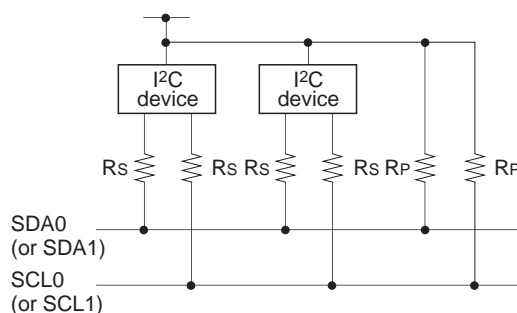 I²C
device
I²C
device
RS
RS
RS
RS
RP
RP
SDA0
(or SDA1)
SCL0
(or SCL1)